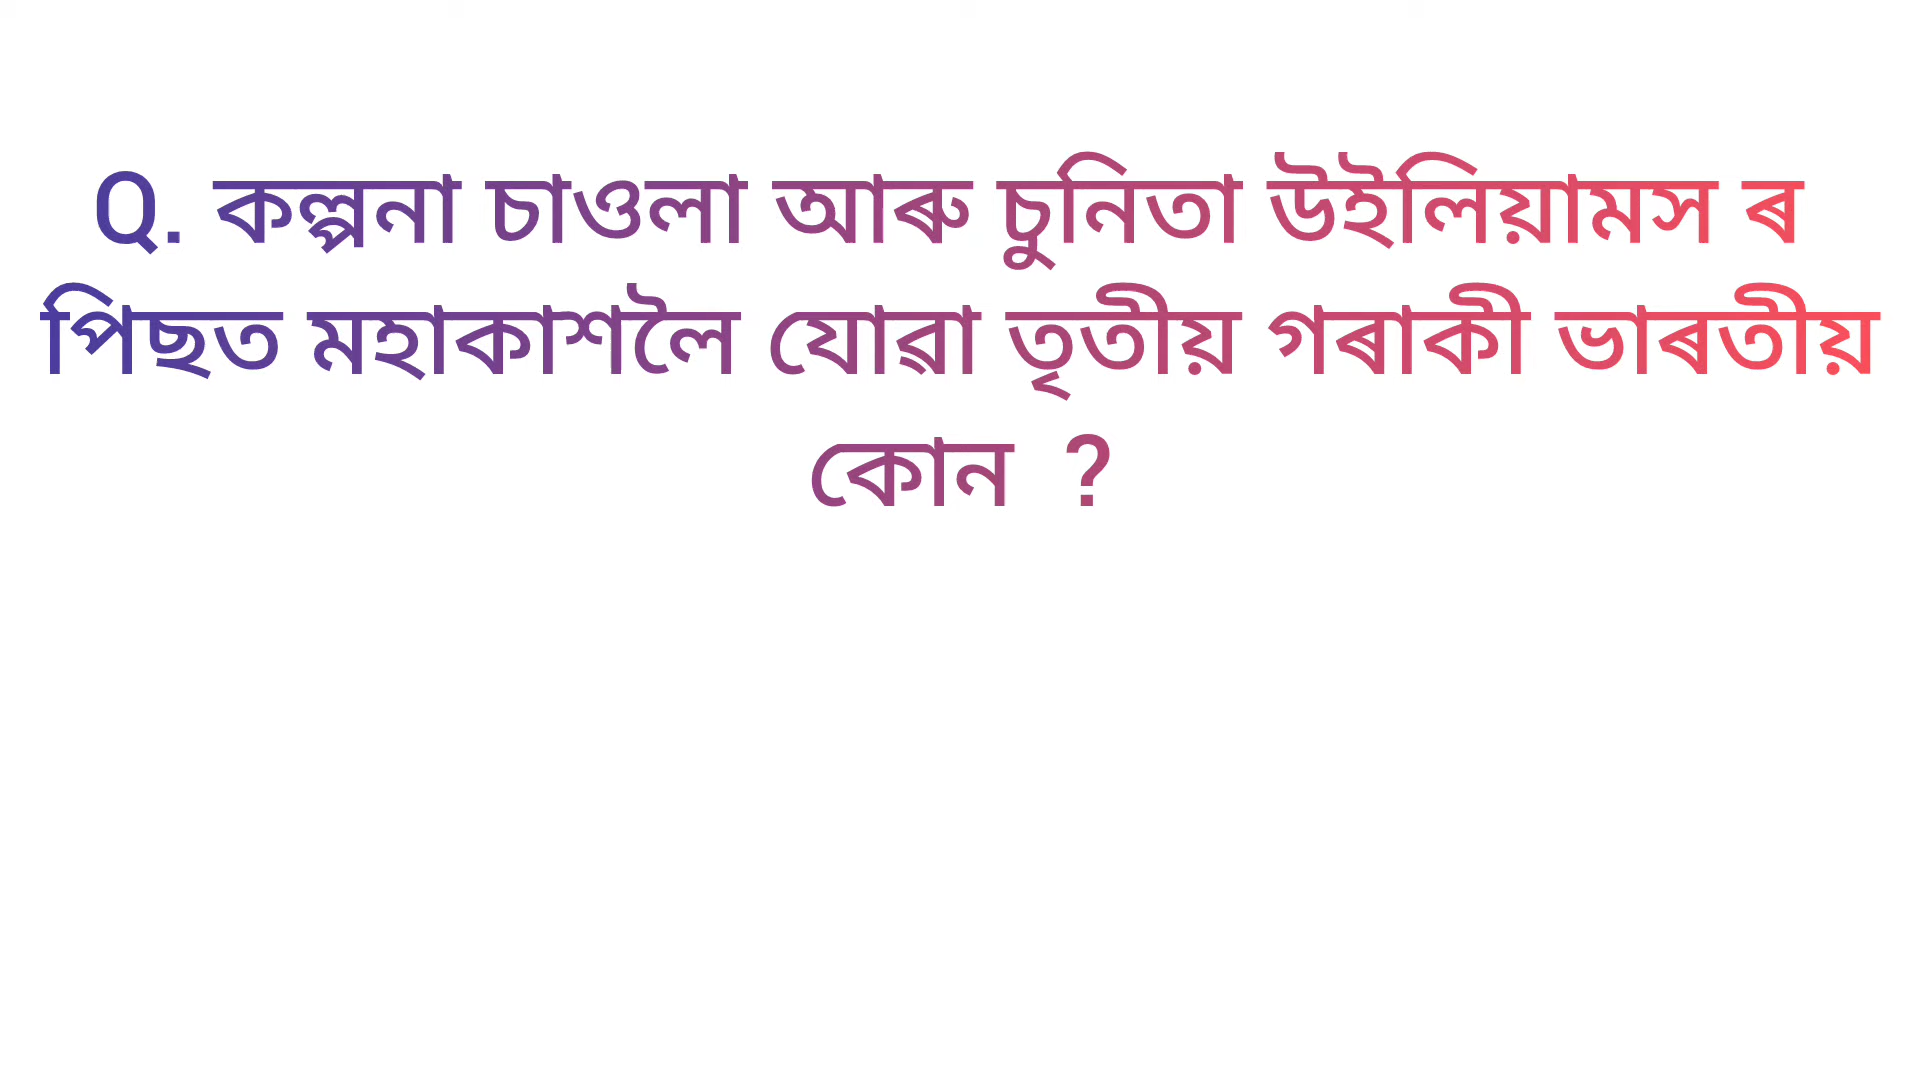 Q. কল্পনা চাওলা আৰু চুনিতা উইলিয়ামস ৰ
পিছত মহাকাশলৈ যোৱা তৃতীয় গৰাকী ভাৰতীয়
কোন ?